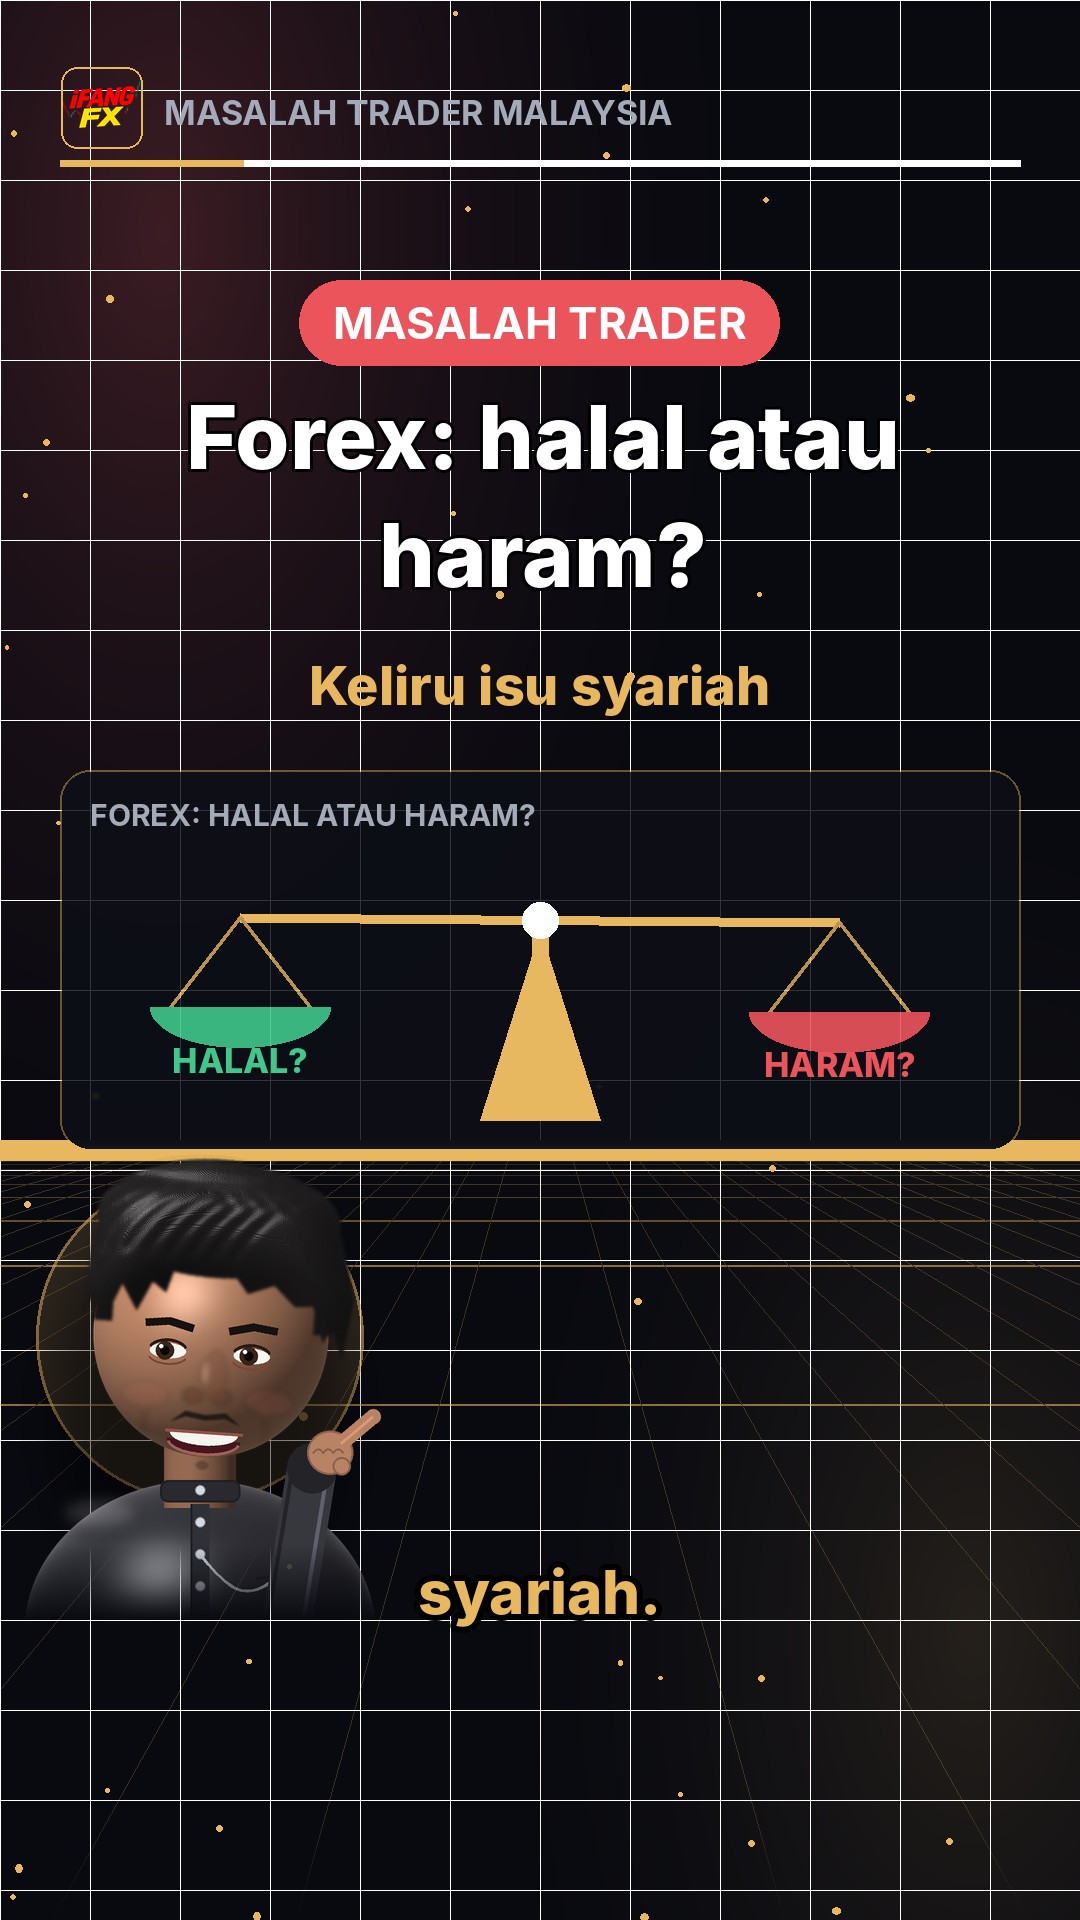 iFANG
FX
MASALAH TRADER MALAYSIA
MASALAH TRADER
Forex: halal atau
haram?
Keliru isu syariah
FOREX: HALAL ATAU HARAM?
HALAL?
HARAM?
syariah.